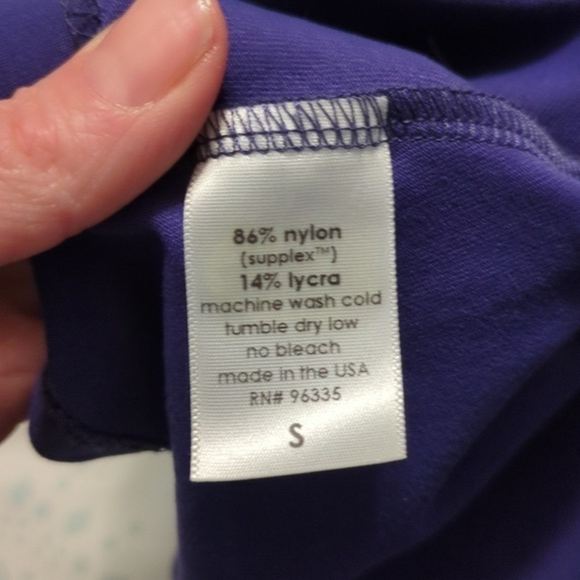 86% nylon
(supplex™)
14% lycra
machine wash cold
tumble dry low
no bleach
made in the USA
RN# 96335
S